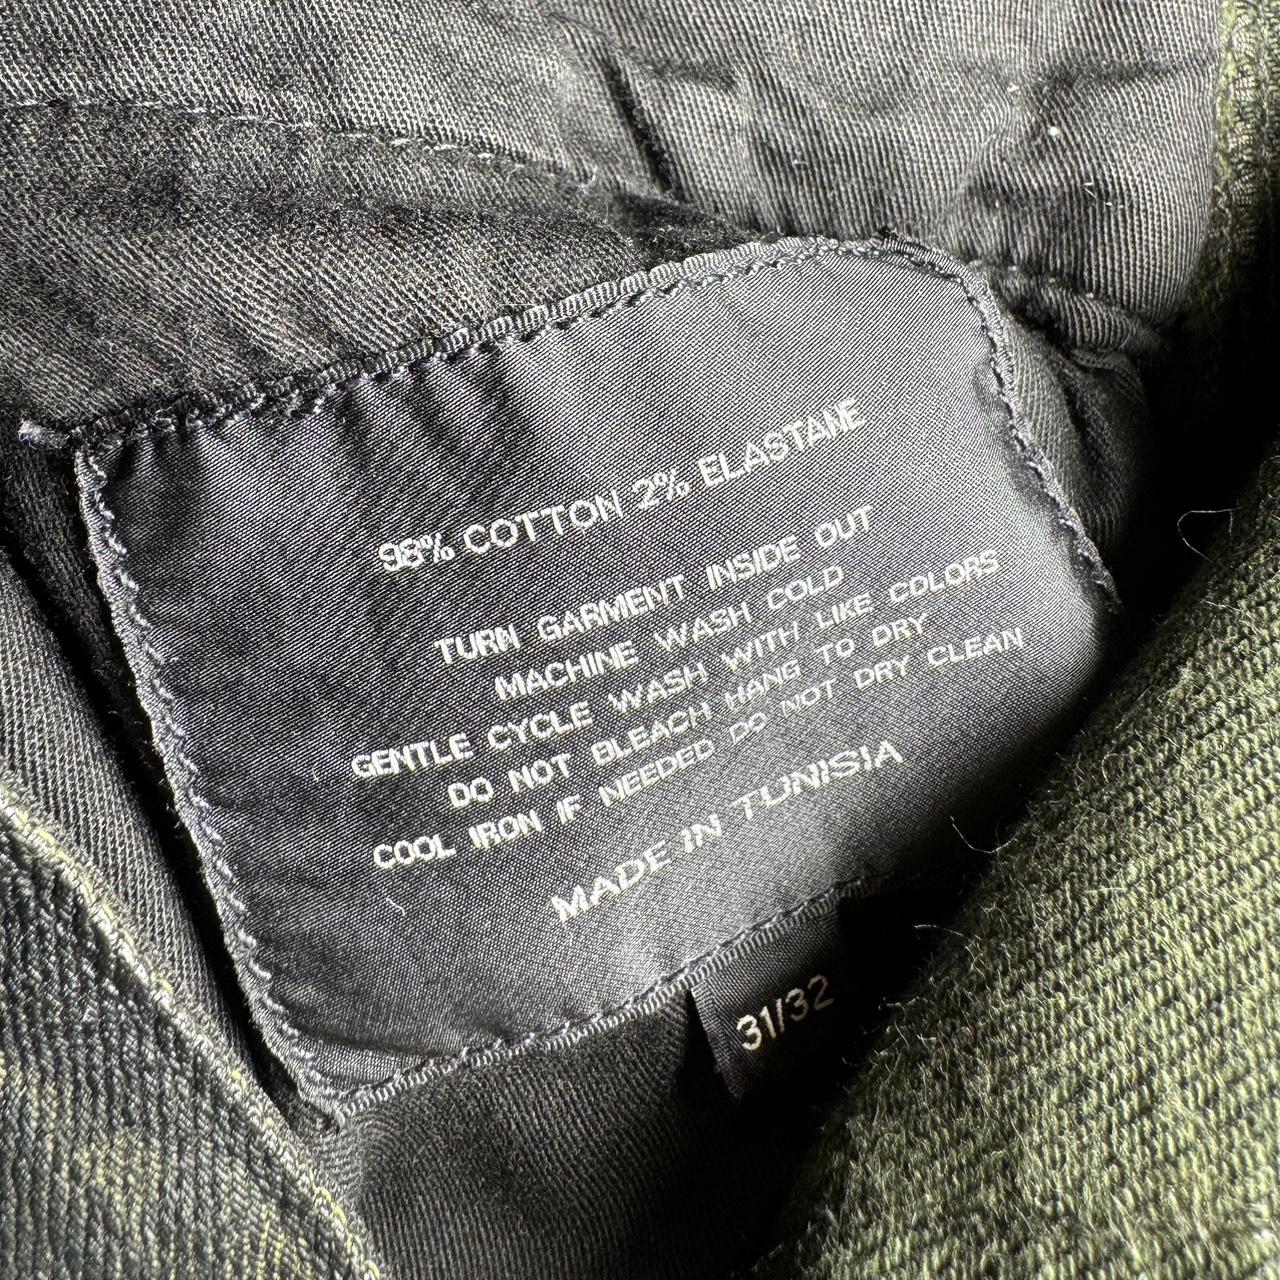 98% COTTON 2% ELASTANE
TURN GARMENT INSIDE OUT
MACHINE WASH COLD
GENTLE CYCLE WASH WITH LIKE COLORS
DO NOT BLEACH HANG TO DRY
COOL IRON IF NEEDED DO NOT DRY CLEAN
MADE IN TUNISIA
31/32